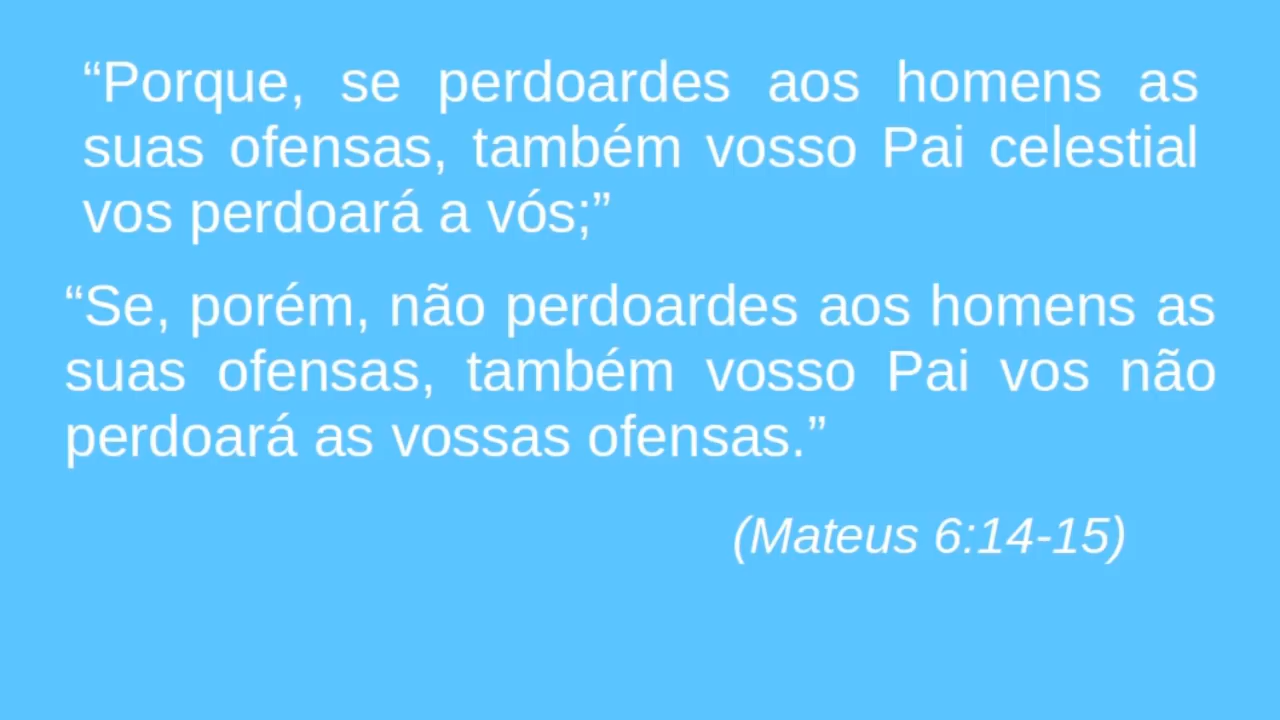 “Porque, se perdoardes aos homens as
suas ofensas, também vosso Pai celestial
vos perdoará a vós;”
“Se, porém, não perdoardes aos homens as
suas ofensas, também vosso Pai vos não
perdoará as vossas ofensas.”
(Mateus 6:14-15)